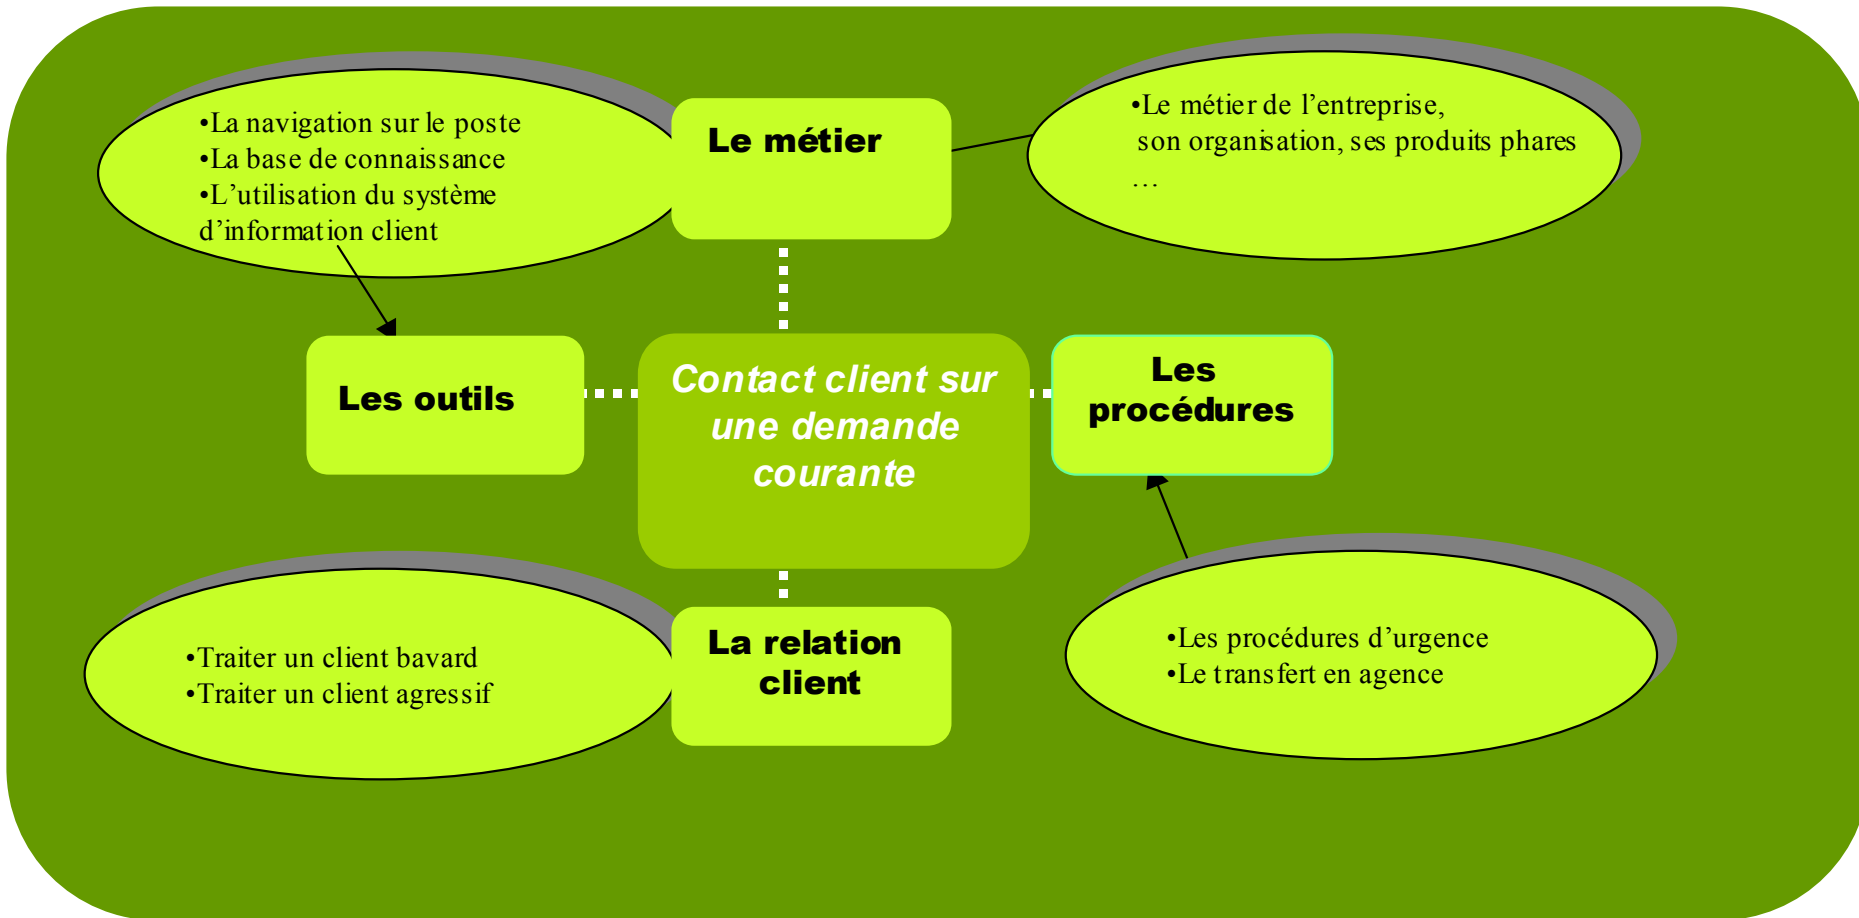 •La navigation sur le poste
•La base de connaissance
•L’utilisation du système
d’information client
Le métier
•Le métier de l’entreprise,
son organisation, ses produits phares
…
Les outils
Contact client sur
une demande
courante
Les
procédures
•Traiter un client bavard
•Traiter un client agressif
La relation
client
•Les procédures d’urgence
•Le transfert en agence